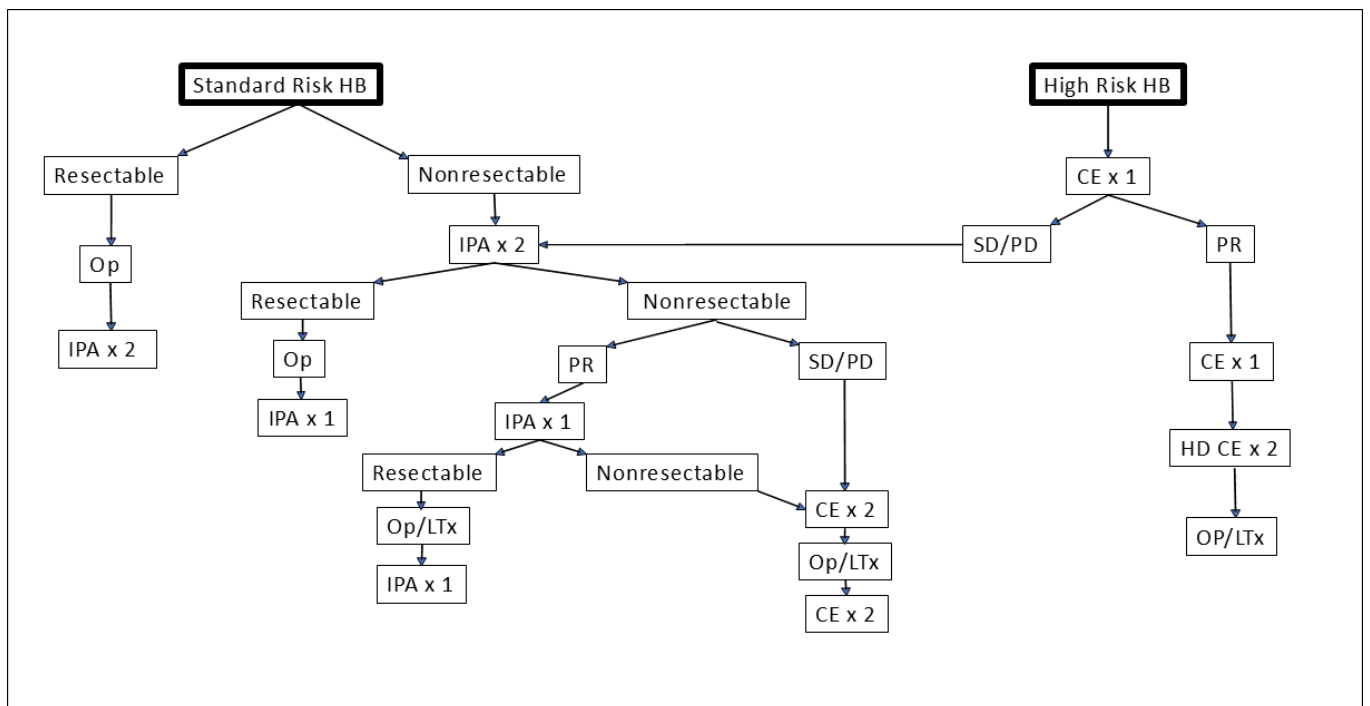 Standard Risk HB
High Risk HB
Resectable
Nonresectable
CE x 1
Op
IPA x 2
SD/PD
PR
Resectable
Nonresectable
IPA x 2
Op
PR
SD/PD
CE x 1
IPA x 1
IPA x 1
HD CE x 2
Resectable
Nonresectable
CE x 2
Op/LTx
OP/LTx
Op/LTx
IPA x 1
CE x 2